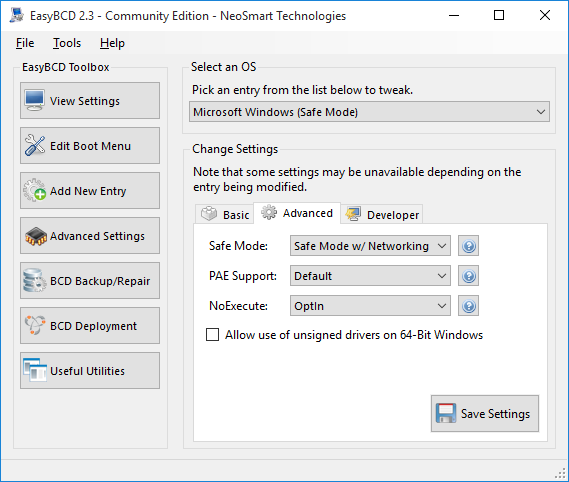 EasyBCD 2.3 - Community Edition - NeoSmart Technologies
File Tools Help
EasyBCD Toolbox
View Settings
Edit Boot Menu
Add New Entry
Advanced Settings
BCD Backup/Repair
BCD Deployment
Useful Utilities
Select an OS
Pick an entry from the list below to tweak.
Microsoft Windows (Safe Mode)
Change Settings
Note that some settings may be unavailable depending on the
entry being modified.
Basic Advanced Developer
Safe Mode: Safe Mode w/ Networking
PAE Support: Default
NoExecute: OptIn
Allow use of unsigned drivers on 64-Bit Windows
Save Settings